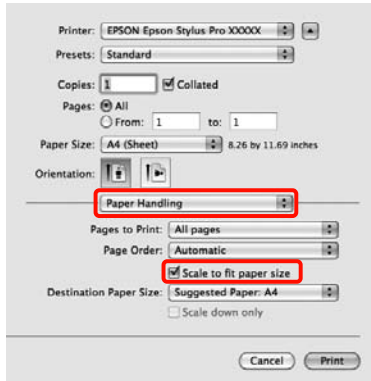 Printer: EPSON Epson Stylus Pro XXXXX
Presets: Standard
Copies: 1 Collated
Pages: All
From: 1 to: 1
Paper Size: A4 (Sheet) 8.26 by 11.69 inches
Orientation:
Paper Handling
Pages to Print: All pages
Page Order: Automatic
Scale to fit paper size
Destination Paper Size: Suggested Paper: A4
Scale down only
Cancel Print